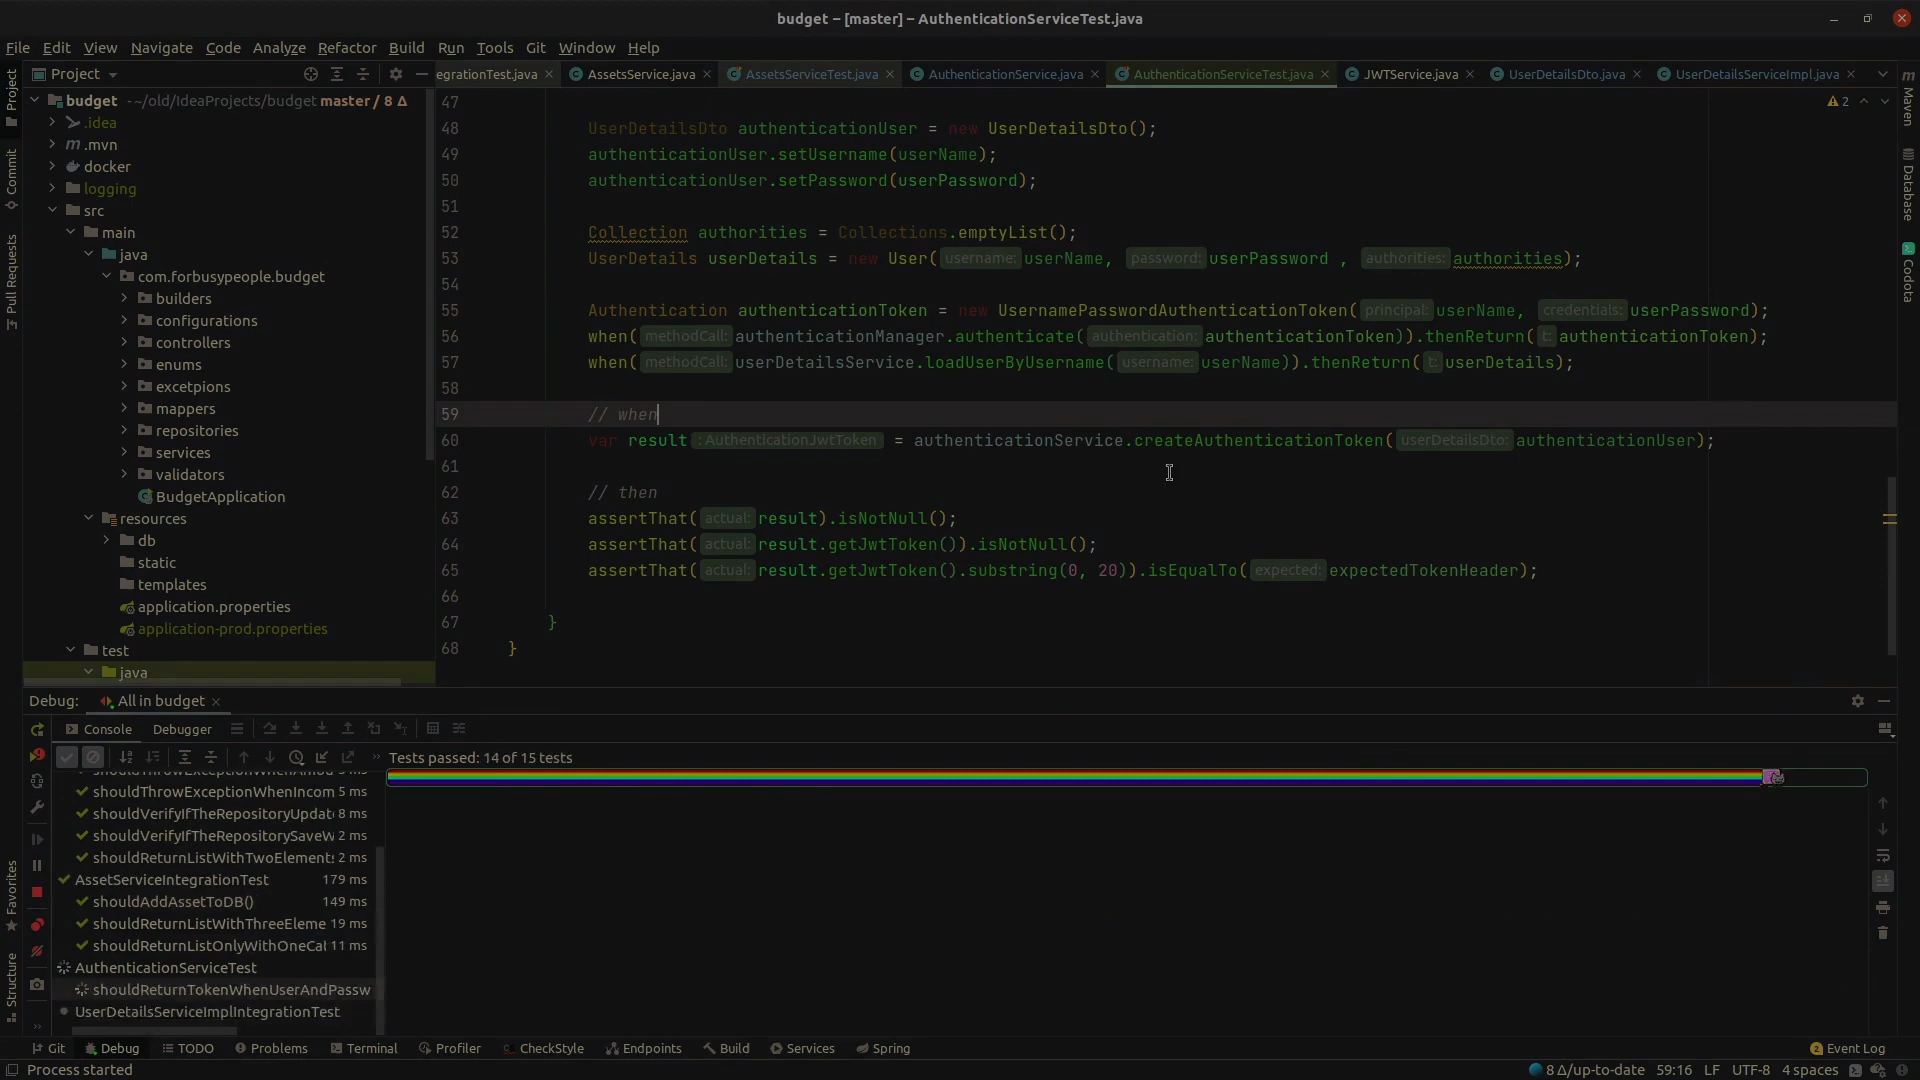 budget – [master] – AuthenticationServiceTest.java
File Edit View Navigate Code Analyze Refactor Build Run Tools Git Window Help
Project
egrationTest.java
AssetsService.java
AssetsServiceTest.java
AuthenticationService.java
AuthenticationServiceTest.java
JWTService.java
UserDetailsDto.java
UserDetailsServiceImpl.java
Project
Commit
Pull Requests
Favorites
Structure
Maven
Database
Codota
budget ~/old/IdeaProjects/budget master / 8 Δ
.idea
.mvn
docker
logging
src
main
java
com.forbusypeople.budget
builders
configurations
controllers
enums
excetpions
mappers
repositories
services
validators
BudgetApplication
resources
db
static
templates
application.properties
application-prod.properties
test
java
2
47
48 UserDetailsDto authenticationUser = new UserDetailsDto();
49 authenticationUser.setUsername(userName);
50 authenticationUser.setPassword(userPassword);
51
52 Collection authorities = Collections.emptyList();
53 UserDetails userDetails = new User( username: userName, password: userPassword , authorities: authorities);
54
55 Authentication authenticationToken = new UsernamePasswordAuthenticationToken( principal: userName, credentials: userPassword);
56 when( methodCall: authenticationManager.authenticate( authentication: authenticationToken)).thenReturn( t: authenticationToken);
57 when( methodCall: userDetailsService.loadUserByUsername( username: userName)).thenReturn( t: userDetails);
58
59 // when
60 var result : AuthenticationJwtToken = authenticationService.createAuthenticationToken( userDetailsDto: authenticationUser);
61
62 // then
63 assertThat( actual: result).isNotNull();
64 assertThat( actual: result.getJwtToken()).isNotNull();
65 assertThat( actual: result.getJwtToken().substring(0, 20)).isEqualTo( expected: expectedTokenHeader);
66
67 }
68 }
Debug: All in budget
Console Debugger
Tests passed: 14 of 15 tests
shouldThrowExceptionWhenIncom 5 ms
shouldVerifyIfTheRepositoryUpdat 8 ms
shouldVerifyIfTheRepositorySaveW 2 ms
shouldReturnListWithTwoElement 2 ms
AssetServiceIntegrationTest 179 ms
shouldAddAssetToDB() 149 ms
shouldReturnListWithThreeEleme 19 ms
shouldReturnListOnlyWithOneCa 11 ms
AuthenticationServiceTest
shouldReturnTokenWhenUserAndPassw
UserDetailsServiceImplIntegrationTest
Git Debug TODO Problems Terminal Profiler CheckStyle Endpoints Build Services Spring
2 Event Log
Process started
8 Δ/up-to-date 59:16 LF UTF-8 4 spaces